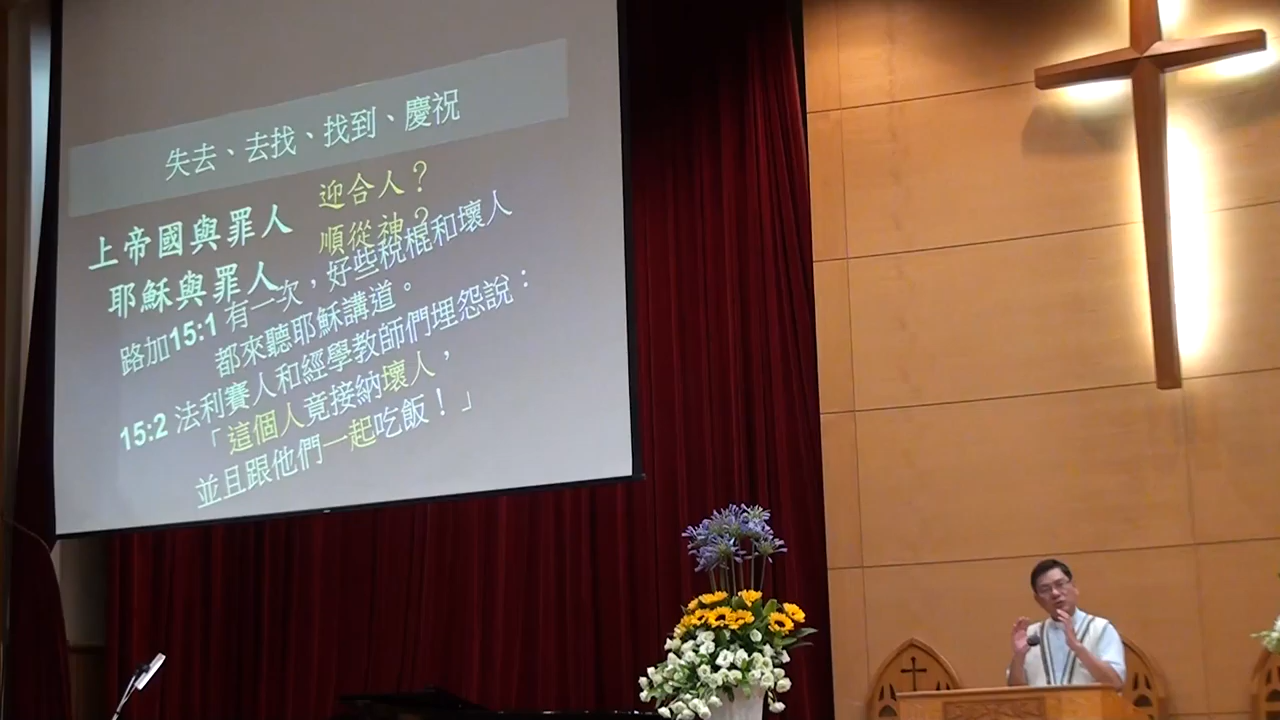 失去、去找、找到、慶祝
上帝國與罪人 迎合人？
耶穌與罪人 順從神？
路加15:1 有一次，好些稅棍和壞人
都來聽耶穌講道。
15:2 法利賽人和經學教師們埋怨說：
「這個人竟接納壞人，
並且跟他們一起吃飯！」